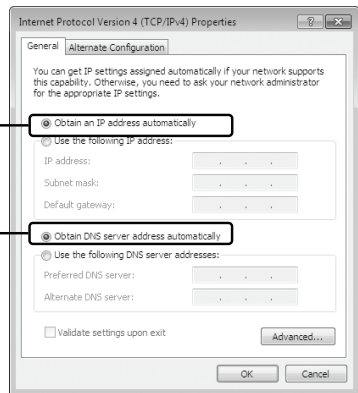 Internet Protocol Version 4 (TCP/IPv4) Properties
General
Alternate Configuration
You can get IP settings assigned automatically if your network supports
this capability. Otherwise, you need to ask your network administrator
for the appropriate IP settings.
Obtain an IP address automatically
Use the following IP address:
IP address:
Subnet mask:
Default gateway:
Obtain DNS server address automatically
Use the following DNS server addresses:
Preferred DNS server:
Alternate DNS server:
Validate settings upon exit
Advanced...
OK
Cancel